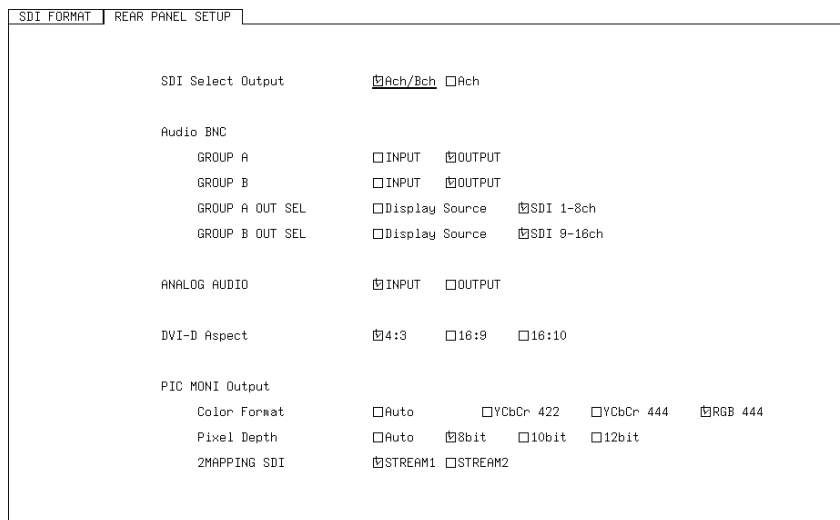 SDI FORMAT REAR PANEL SETUP
SDI Select Output ☑Ach/Bch ☐Ach
Audio BNC
GROUP A ☐INPUT ☑OUTPUT
GROUP B ☐INPUT ☑OUTPUT
GROUP A OUT SEL ☐Display Source ☑SDI 1-8ch
GROUP B OUT SEL ☐Display Source ☑SDI 9-16ch
ANALOG AUDIO ☑INPUT ☐OUTPUT
DVI-D Aspect ☑4:3 ☐16:9 ☐16:10
PIC MONI Output
Color Format ☐Auto ☐YCbCr 422 ☐YCbCr 444 ☑RGB 444
Pixel Depth ☐Auto ☑8bit ☐10bit ☐12bit
2MAPPING SDI ☑STREAM1 ☐STREAM2